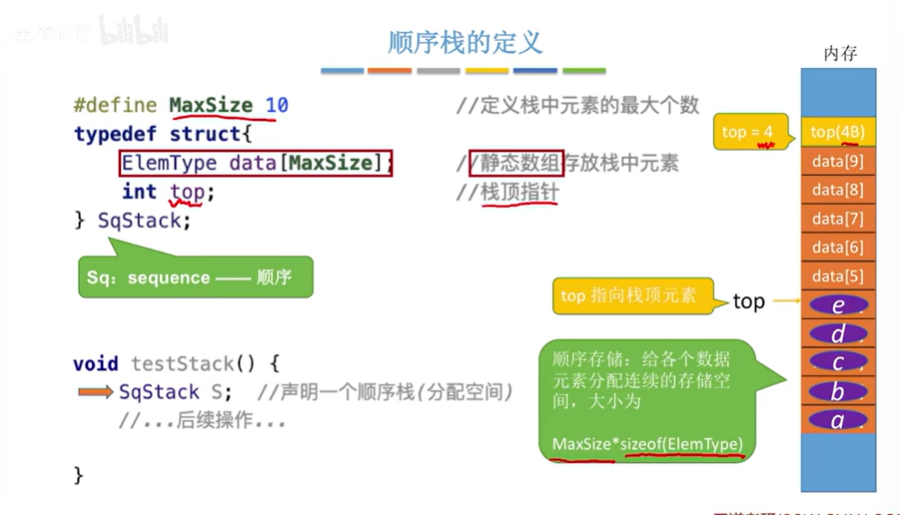 bilibili
顺序栈的定义
内存
#define MaxSize 10 //定义栈中元素的最大个数
typedef struct{
ElemType data[MaxSize]; //静态数组存放栈中元素
int top; //栈顶指针
} SqStack;
Sq：sequence —— 顺序
void testStack() {
SqStack S; //声明一个顺序栈(分配空间)
//...后续操作...
}
top = 4
top(4B)
data[9]
data[8]
data[7]
data[6]
data[5]
top 指向栈顶元素
top
e
d
c
b
a
顺序存储：给各个数据
元素分配连续的存储空
间，大小为
MaxSize*sizeof(ElemType)